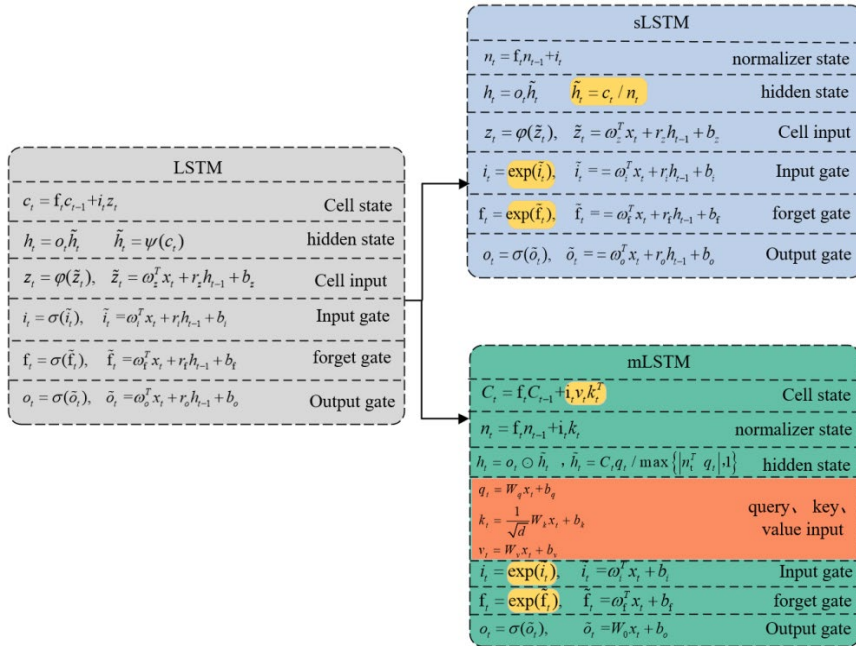 LSTM
c_t = f_t c_{t-1} + i_t z_t Cell state
h_t = o_t h̃_t h̃_t = ψ(c_t) hidden state
z_t = φ(z̃_t), z̃_t = ω_z^T x_t + r_z h_{t-1} + b_z Cell input
i_t = σ(ĩ_t), ĩ_t = ω_i^T x_t + r_i h_{t-1} + b_i Input gate
f_t = σ(f̃_t), f̃_t = ω_f^T x_t + r_f h_{t-1} + b_f forget gate
o_t = σ(õ_t), õ_t = ω_o^T x_t + r_o h_{t-1} + b_o Output gate
sLSTM
n_t = f_t n_{t-1} + i_t normalizer state
h_t = o_t h̃_t h̃_t = c_t / n_t hidden state
z_t = φ(z̃_t), z̃_t = ω_z^T x_t + r_z h_{t-1} + b_z Cell input
i_t = exp(ĩ_t), ĩ_t = = ω_i^T x_t + r_i h_{t-1} + b_i Input gate
f_t = exp(f̃_t), f̃_t = = ω_f^T x_t + r_f h_{t-1} + b_f forget gate
o_t = σ(õ_t), õ_t = = ω_o^T x_t + r_o h_{t-1} + b_o Output gate
mLSTM
C_t = f_t C_{t-1} + i_t v_t k_t^T Cell state
n_t = f_t n_{t-1} + i_t k_t normalizer state
h_t = o_t ⊙ h̃_t , h̃_t = C_t q_t / max{|n_t^T q_t|,1} hidden state
q_t = W_q x_t + b_q
k_t = 1/√d W_k x_t + b_k query、 key、
v_t = W_v x_t + b_v value input
i_t = exp(ĩ_t), ĩ_t = ω_i^T x_t + b_i Input gate
f_t = exp(f̃_t), f̃_t = ω_f^T x_t + b_f forget gate
o_t = σ(õ_t), õ_t = W_0 x_t + b_o Output gate